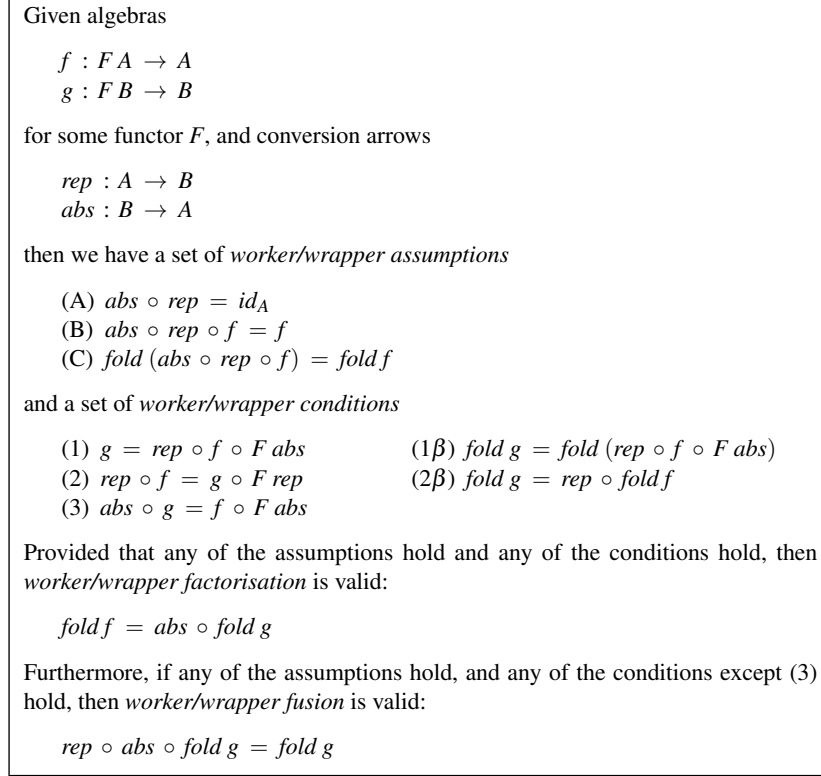 Given algebras
f : F A → A
g : F B → B
for some functor F, and conversion arrows
rep : A → B
abs : B → A
then we have a set of worker/wrapper assumptions
(A) abs ∘ rep = id_A
(B) abs ∘ rep ∘ f = f
(C) fold (abs ∘ rep ∘ f) = fold f
and a set of worker/wrapper conditions
(1) g = rep ∘ f ∘ F abs (1β) fold g = fold (rep ∘ f ∘ F abs)
(2) rep ∘ f = g ∘ F rep (2β) fold g = rep ∘ fold f
(3) abs ∘ g = f ∘ F abs
Provided that any of the assumptions hold and any of the conditions hold, then
worker/wrapper factorisation is valid:
fold f = abs ∘ fold g
Furthermore, if any of the assumptions hold, and any of the conditions except (3)
hold, then worker/wrapper fusion is valid:
rep ∘ abs ∘ fold g = fold g